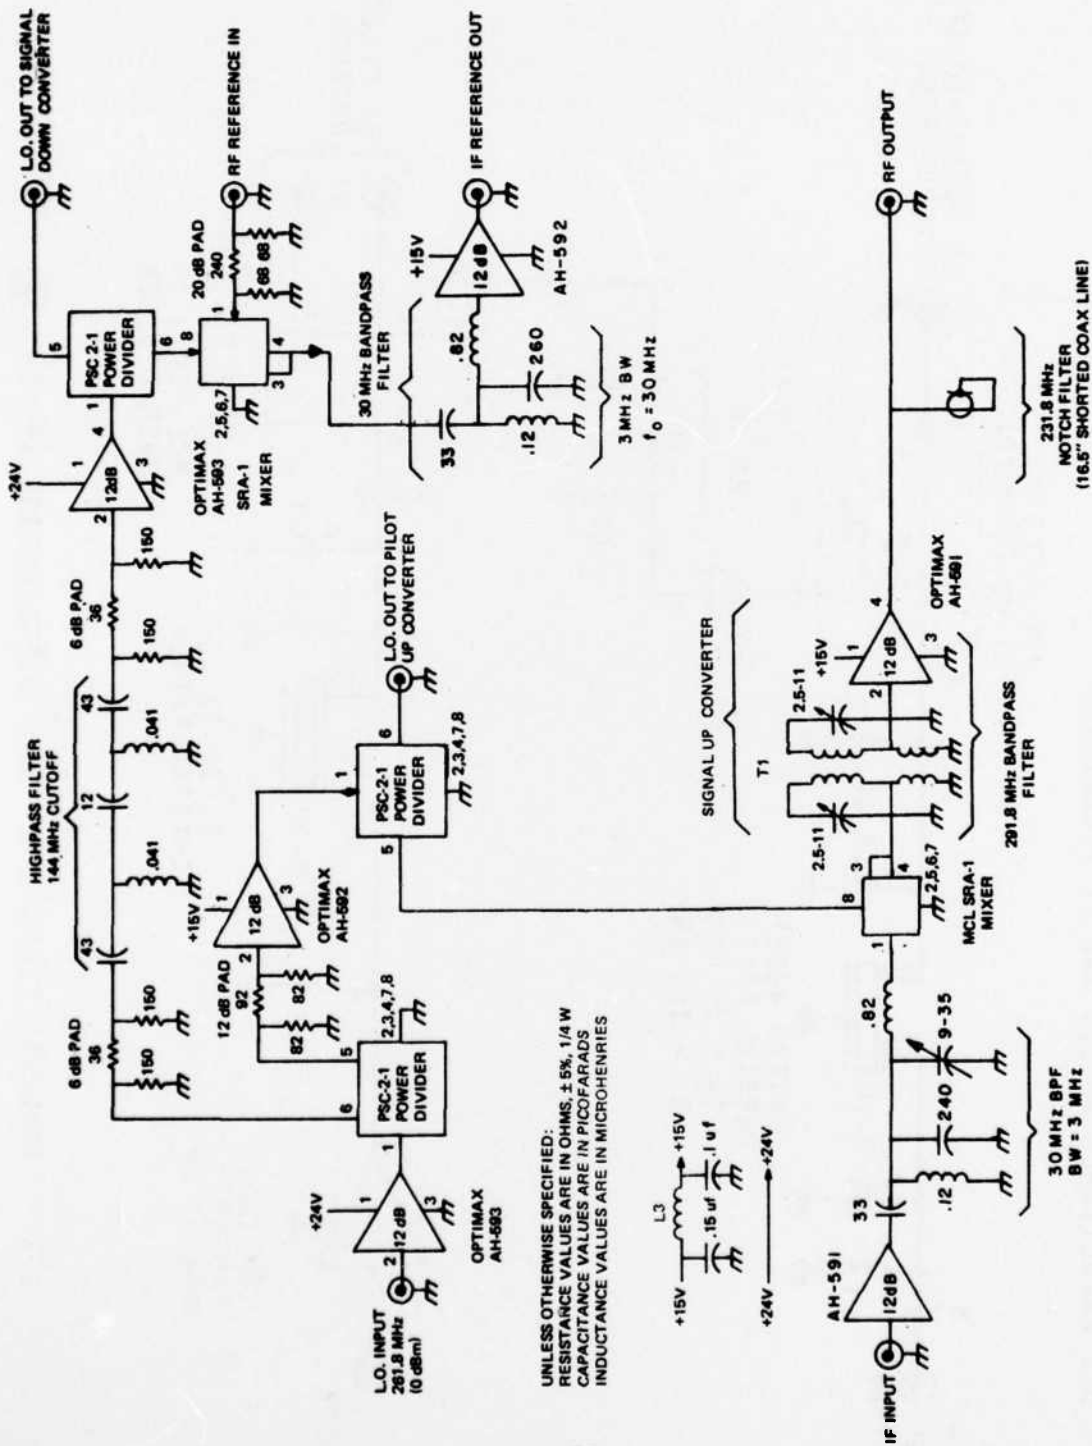 L.O. OUT TO SIGNAL
DOWN CONVERTER
RF REFERENCE IN
20 dB PAD
240
68 68
1
+24V
1
12dB
2
3
4
OPTIMAX
AH-593
1
PSC 2-1
POWER
DIVIDER
5
6
8
4
3
2,5,6,7
SRA-1
MIXER
6 dB PAD
36
150
150
HIGHPASS FILTER
144 MHz CUTOFF
43
.041
12
.041
43
6 dB PAD
36
150
150
30 MHz BANDPASS
FILTER
33
.12
260
.82
3 MHz BW
fo = 30 MHz
+15V
12dB
AH-592
IF REFERENCE OUT
L.O. OUT TO PILOT
UP CONVERTER
1
6
PSC-2-1
POWER
DIVIDER
5
2,3,4,7,8
+15V
1
12 dB
2
3
OPTIMAX
AH-592
12 dB PAD
92
82
82
6
5
PSC-2-1
POWER
DIVIDER
1
2,3,4,7,8
+24V
1
12 dB
2
3
OPTIMAX
AH-593
L.O. INPUT
261.8 MHz
(0 dBm)
UNLESS OTHERWISE SPECIFIED:
RESISTANCE VALUES ARE IN OHMS, ± 5%, 1/4 W
CAPACITANCE VALUES ARE IN PICOFARADS
INDUCTANCE VALUES ARE IN MICROHENRIES
L3
+15V
+15V
.15 uf
.1 uf
+24V
+24V
IF INPUT
AH-591
12dB
33
.12
240
9-35
.82
30 MHz BPF
BW = 3 MHz
1
8
3
4
2,5,6,7
MCL SRA-1
MIXER
SIGNAL UP CONVERTER
T1
2.5-11
2.5-11
291.8 MHz BANDPASS
FILTER
+15V
1
12 dB
2
3
4
OPTIMAX
AH-591
RF OUTPUT
231.8 MHz
NOTCH FILTER
(16.5" SHORTED COAX LINE)